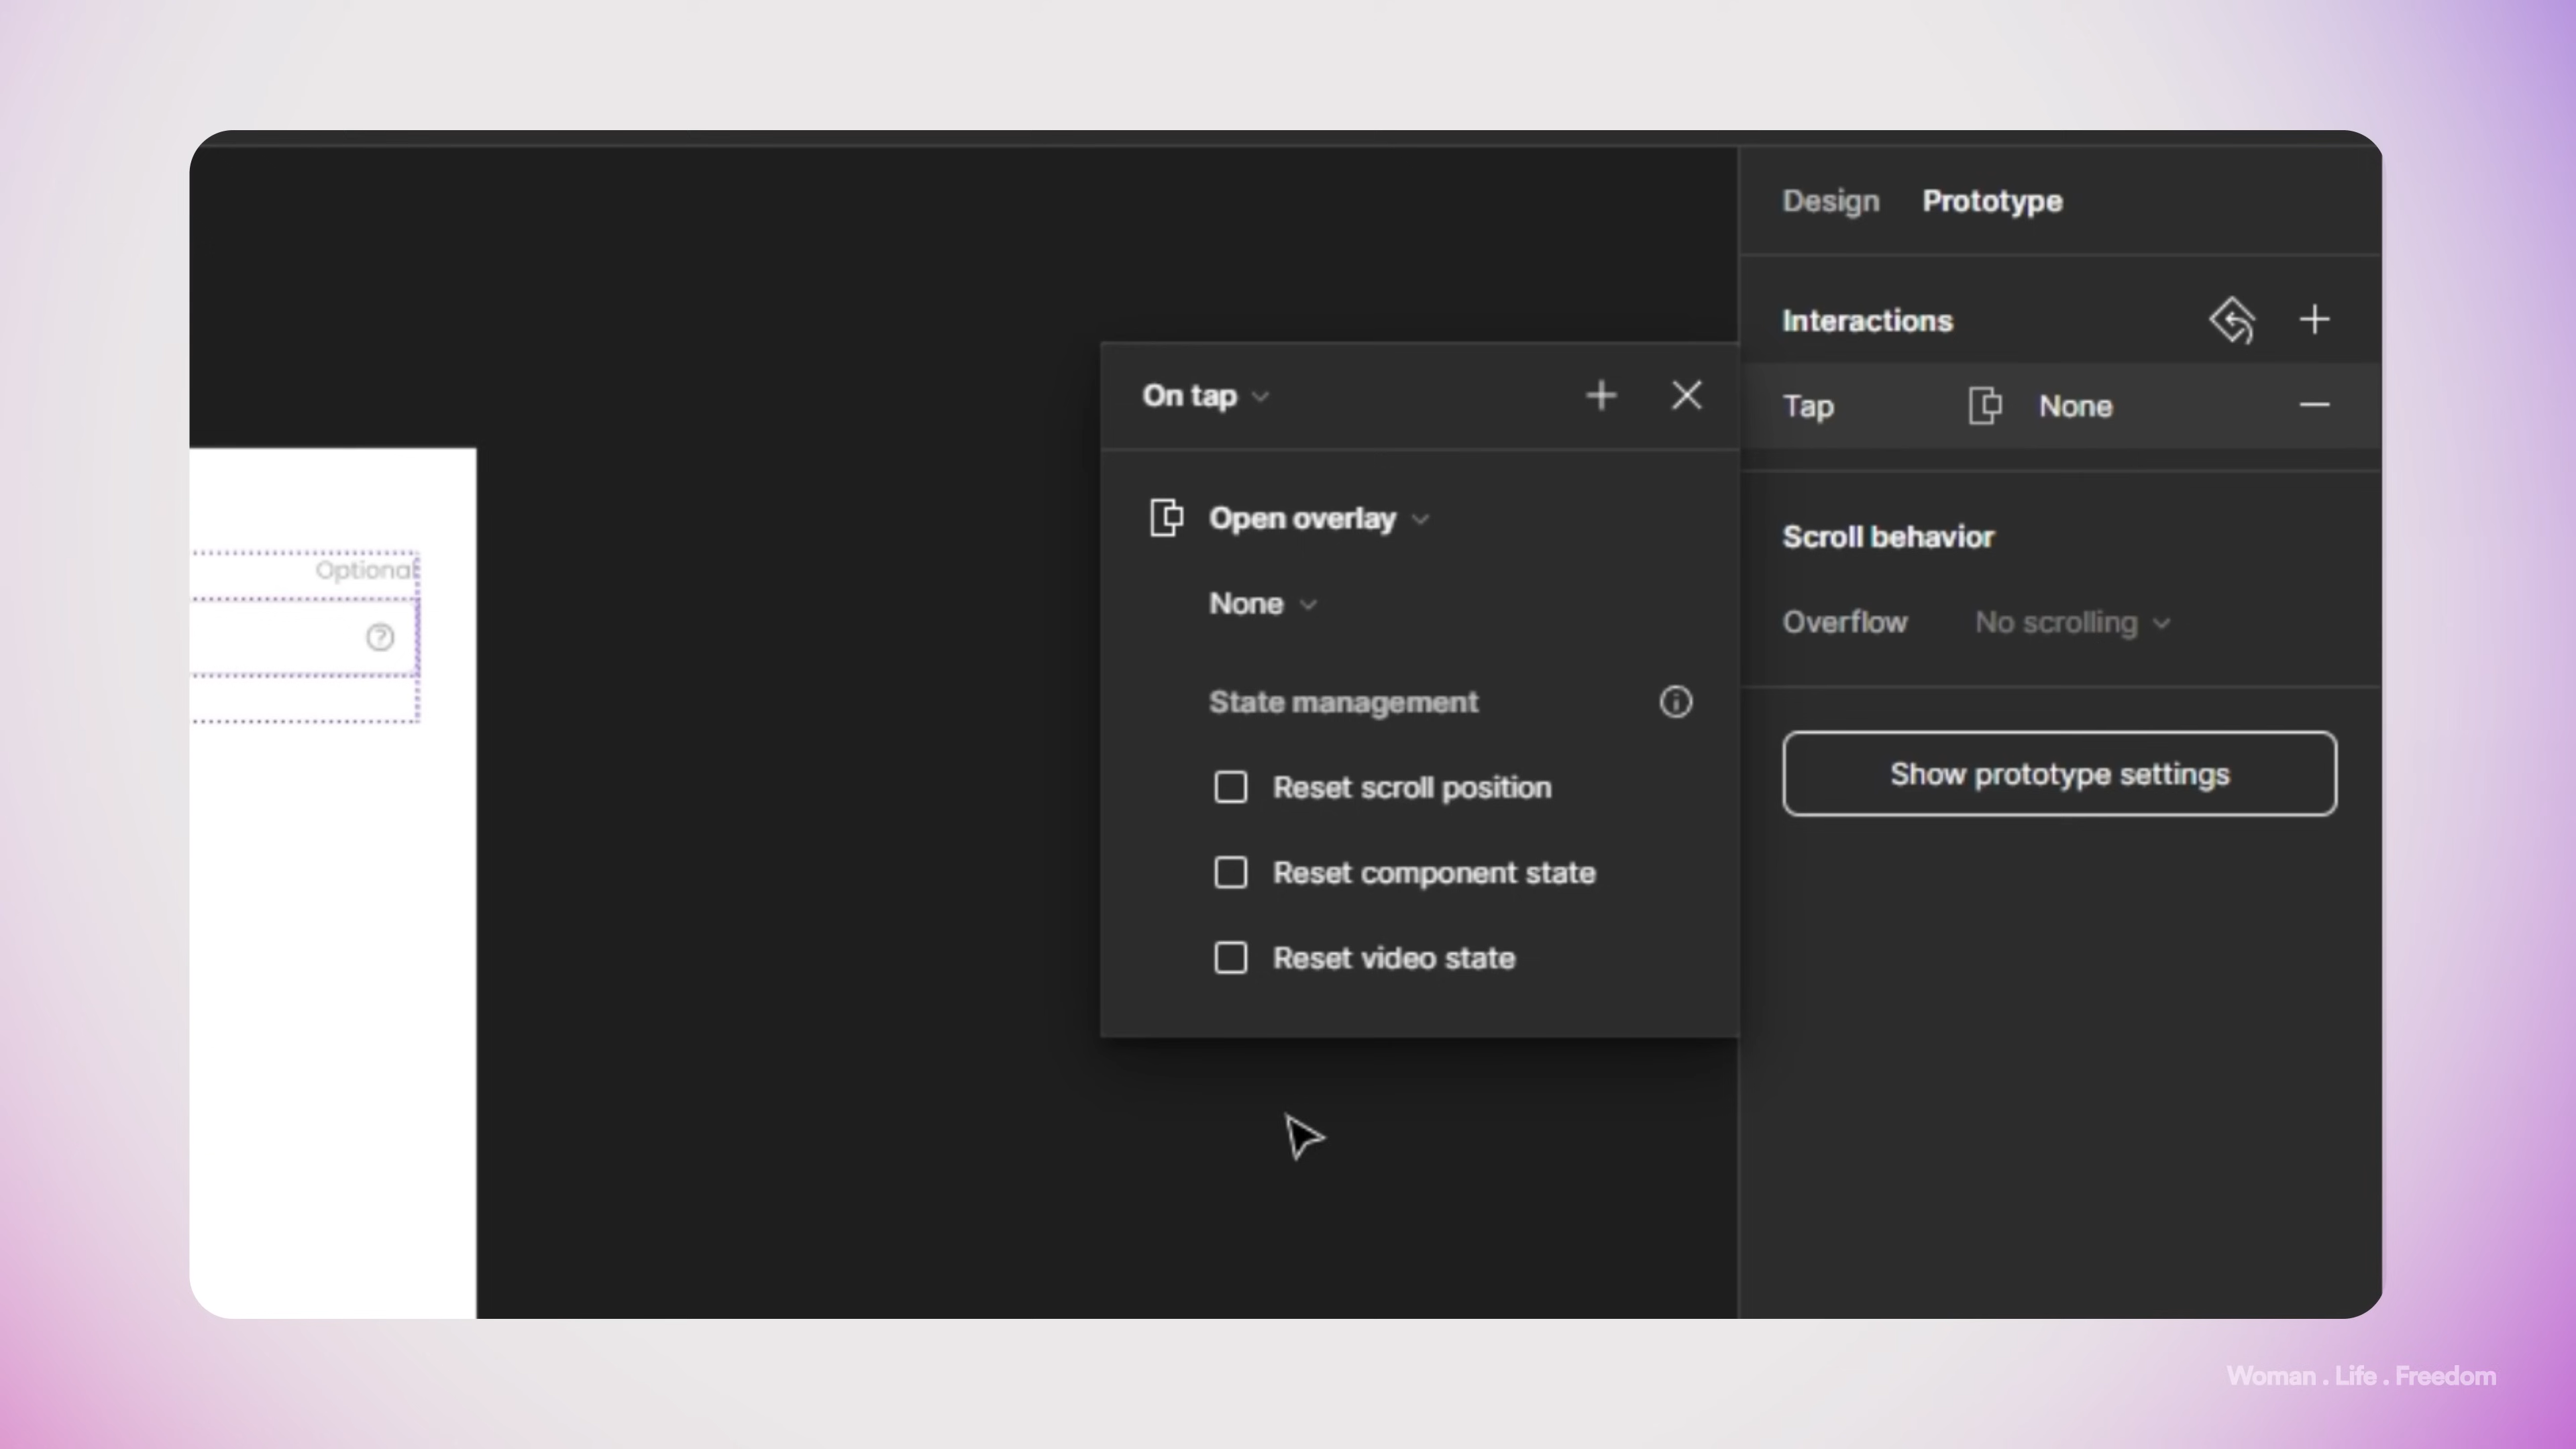 Design Prototype
Interactions
Tap None
On tap
Open overlay
None
State management
Reset scroll position
Reset component state
Reset video state
Scroll behavior
Overflow No scrolling
Show prototype settings
Optional
Woman . Life . Freedom